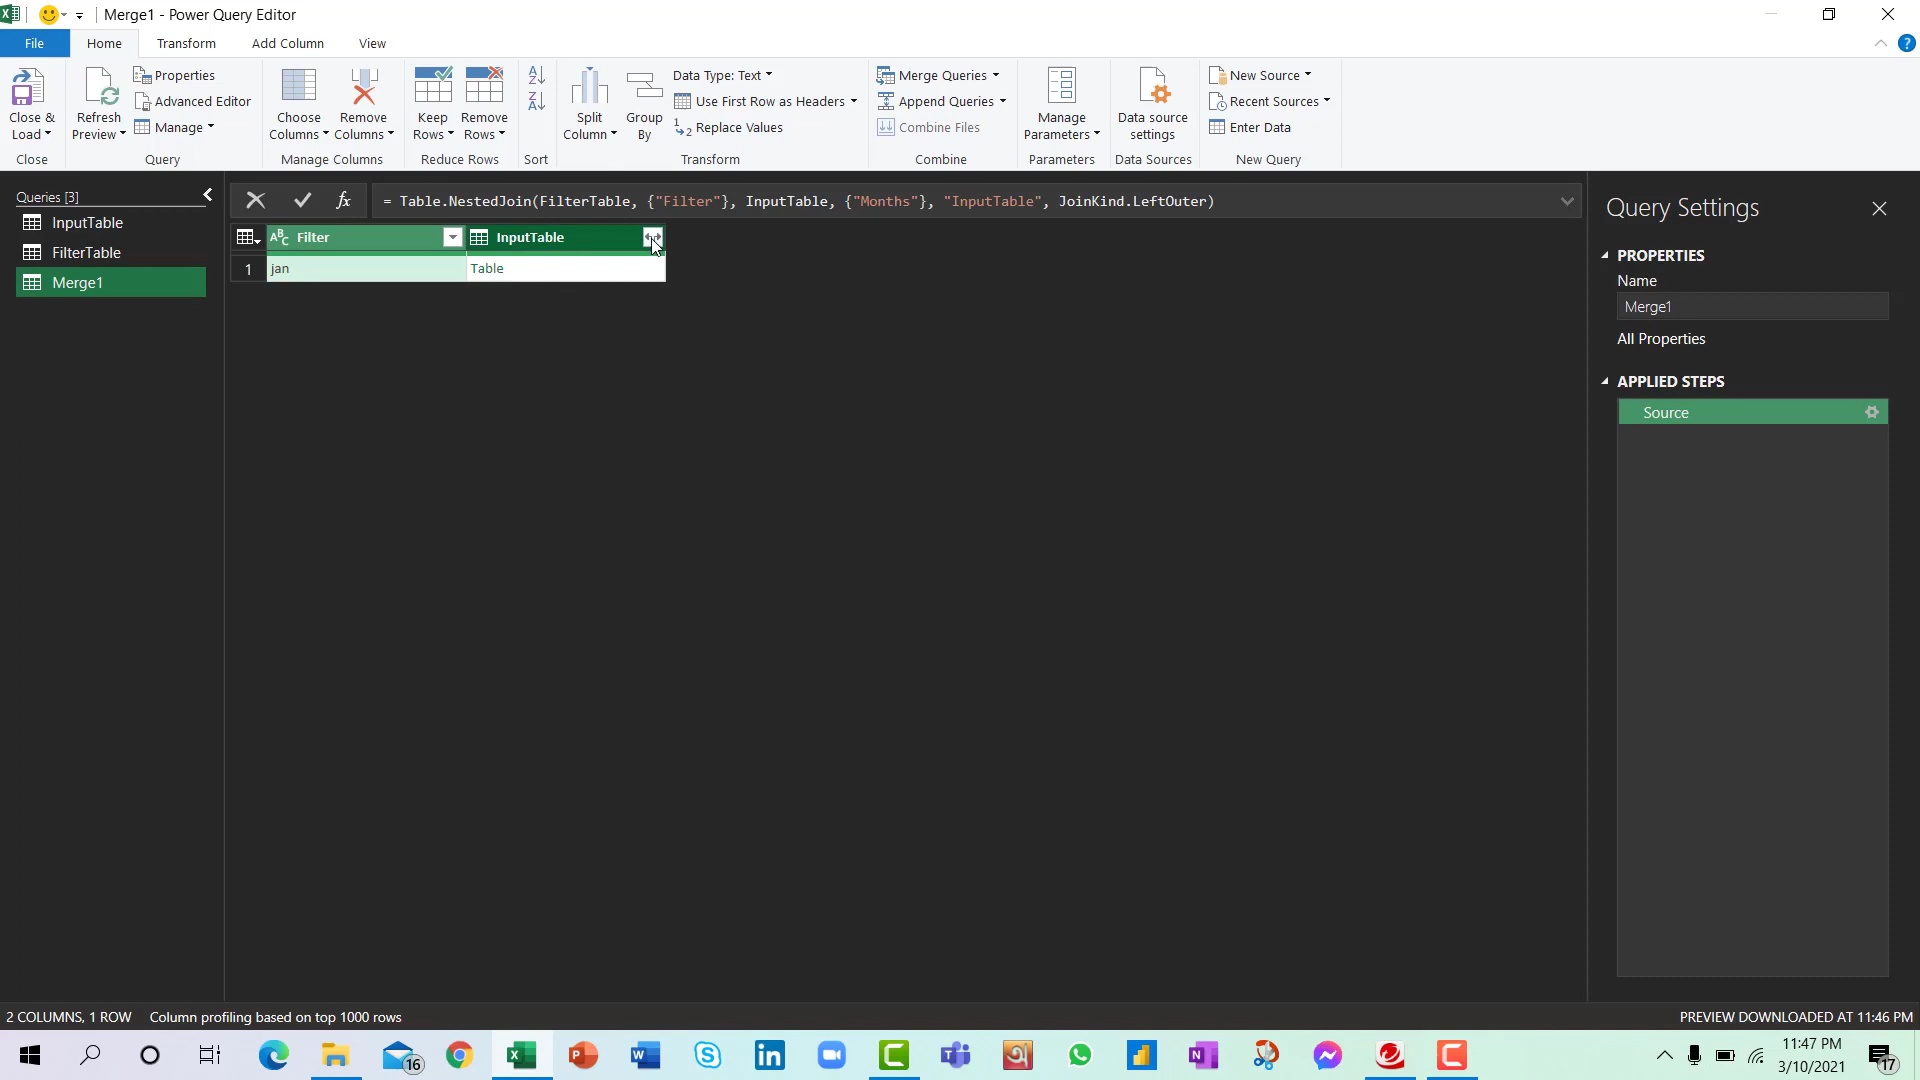 Merge1 - Power Query Editor
File Home Transform Add Column View
Close & Load
Close
Refresh Preview
Properties
Advanced Editor
Manage
Query
Choose Columns
Remove Columns
Manage Columns
Keep Rows
Remove Rows
Reduce Rows
Sort
Split Column
Group By
Data Type: Text
Use First Row as Headers
Replace Values
Transform
Merge Queries
Append Queries
Combine Files
Combine
Manage Parameters
Parameters
Data source settings
Data Sources
New Source
Recent Sources
Enter Data
New Query
Queries [3]
InputTable
FilterTable
Merge1
fx = Table.NestedJoin(FilterTable, {"Filter"}, InputTable, {"Months"}, "InputTable", JoinKind.LeftOuter)
ABC Filter InputTable
1 jan Table
Query Settings
PROPERTIES
Name
Merge1
All Properties
APPLIED STEPS
Source
2 COLUMNS, 1 ROW Column profiling based on top 1000 rows
PREVIEW DOWNLOADED AT 11:46 PM
16
11:47 PM
3/10/2021
17